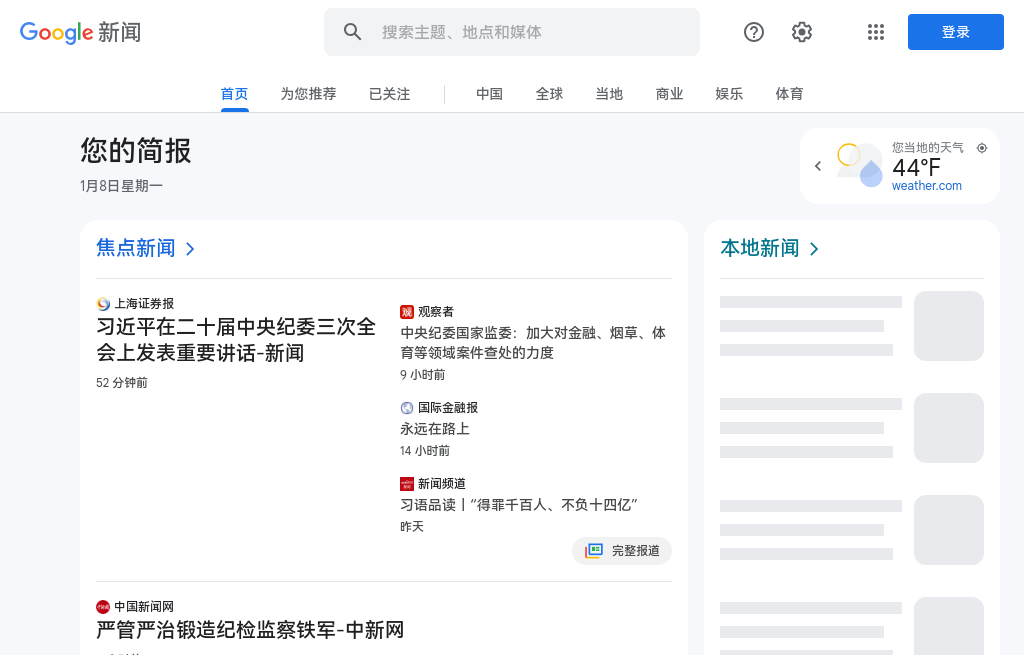 Google 新闻
搜索主题、地点和媒体
登录
首页
为您推荐
已关注
中国
全球
当地
商业
娱乐
体育
您的简报
1月8日星期一
您当地的天气
44°F
weather.com
焦点新闻
上海证券报
习近平在二十届中央纪委三次全
会上发表重要讲话-新闻
52 分钟前
观察者
中央纪委国家监委：加大对金融、烟草、体
育等领域案件查处的力度
9 小时前
国际金融报
永远在路上
14 小时前
新闻频道
习语品读丨“得罪千百人、不负十四亿”
昨天
完整报道
中国新闻网
严管严治锻造纪检监察铁军-中新网
本地新闻